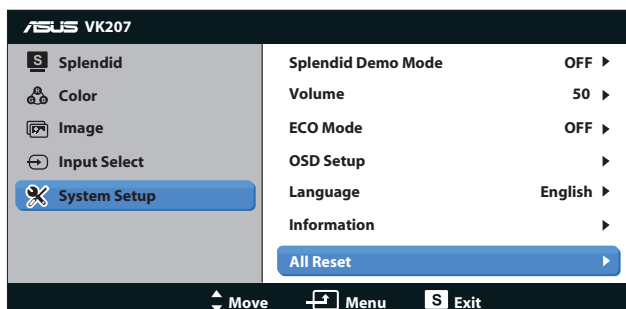 ASUS VK207
S Splendid
Color
Image
Input Select
System Setup
Splendid Demo Mode OFF
Volume 50
ECO Mode OFF
OSD Setup
Language English
Information
All Reset
Move Menu S Exit